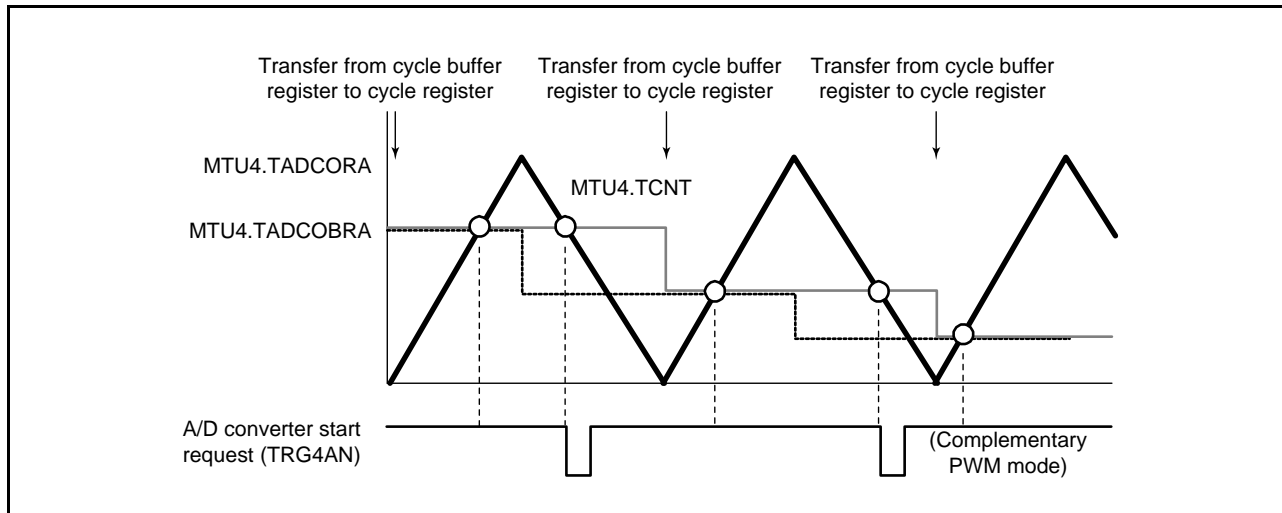 Transfer from cycle buffer
register to cycle register
Transfer from cycle buffer
register to cycle register
Transfer from cycle buffer
register to cycle register
MTU4.TADCORA
MTU4.TCNT
MTU4.TADCOBRA
A/D converter start
request (TRG4AN)
(Complementary
PWM mode)